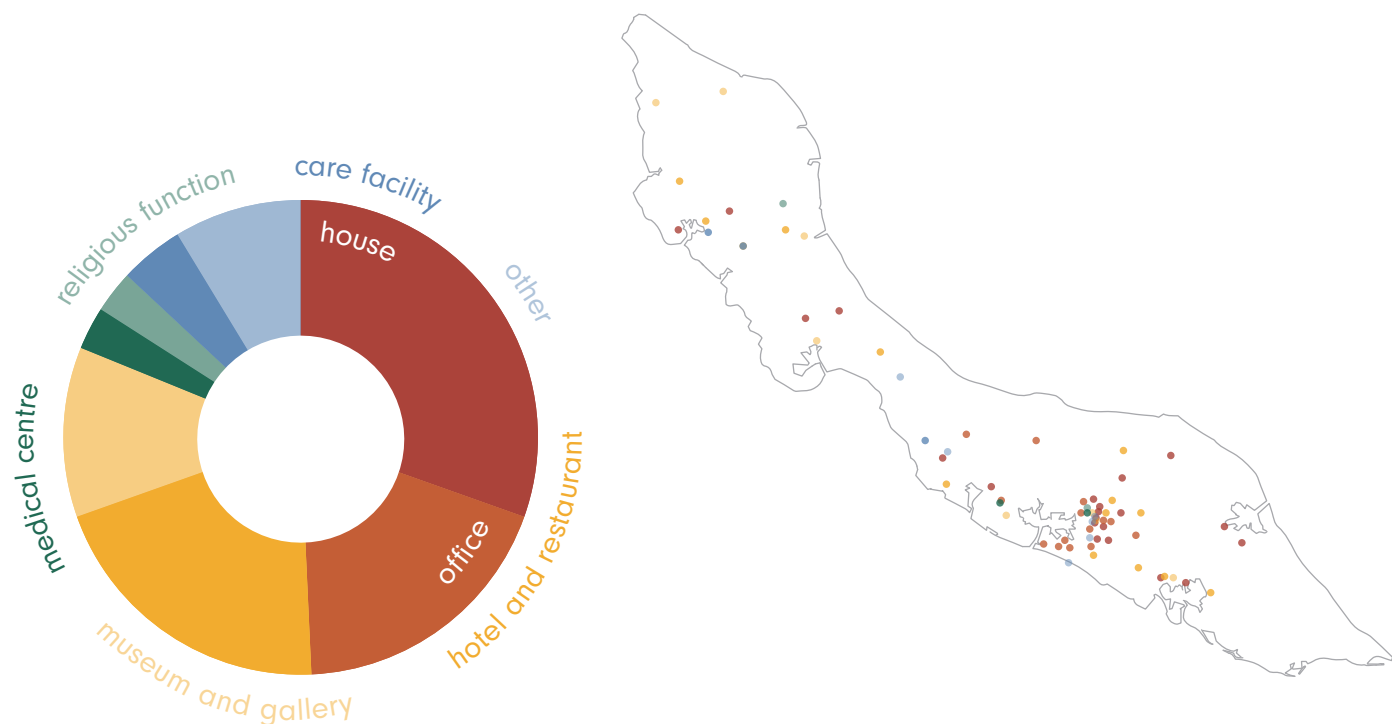 care facility
religious function
house
other
medical centre
office
hotel and restaurant
museum and gallery